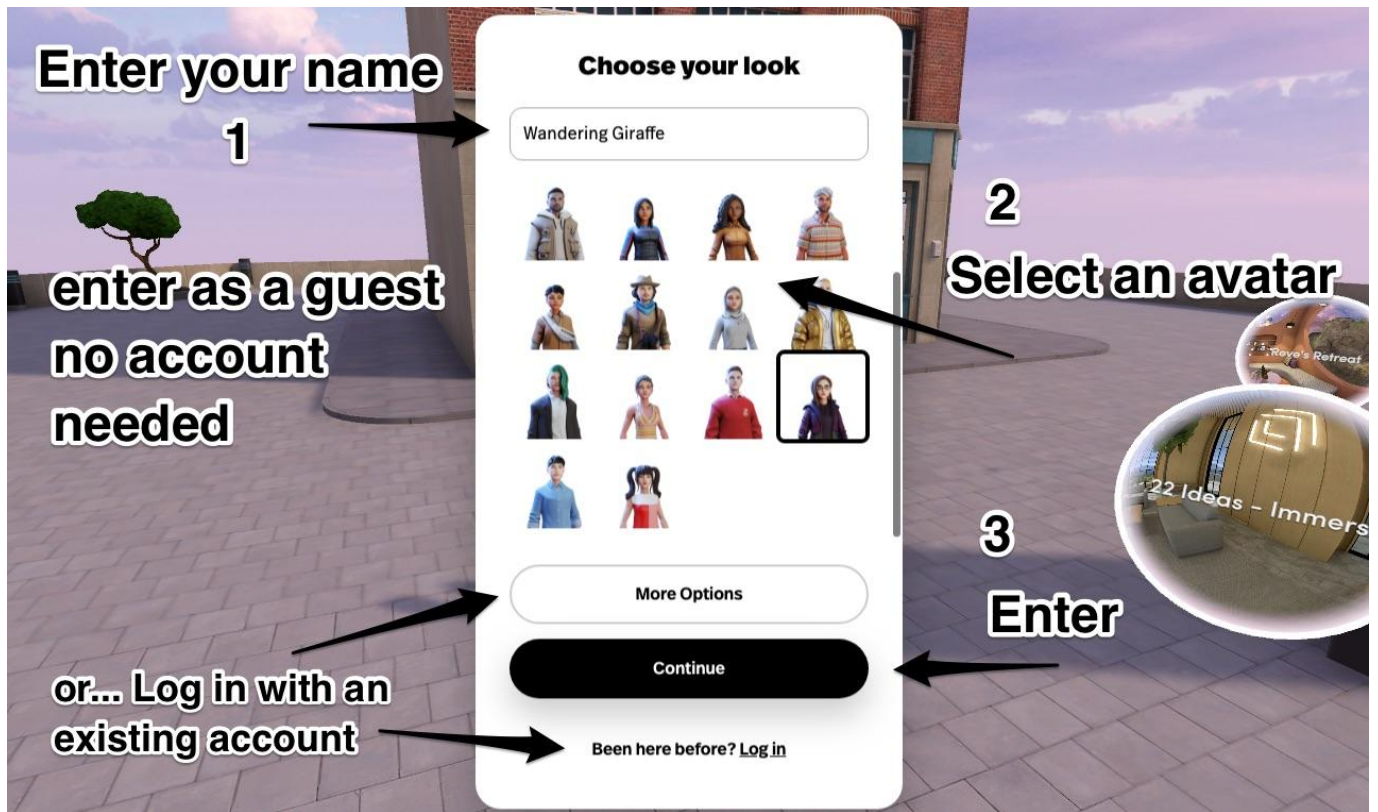 Enter your name
1
enter as a guest
no account
needed
or... Log in with an
existing account
Choose your look
Wandering Giraffe
More Options
Continue
Been here before? Log in
2
Select an avatar
Rove's Retreat
22 Ideas - Immers
3
Enter